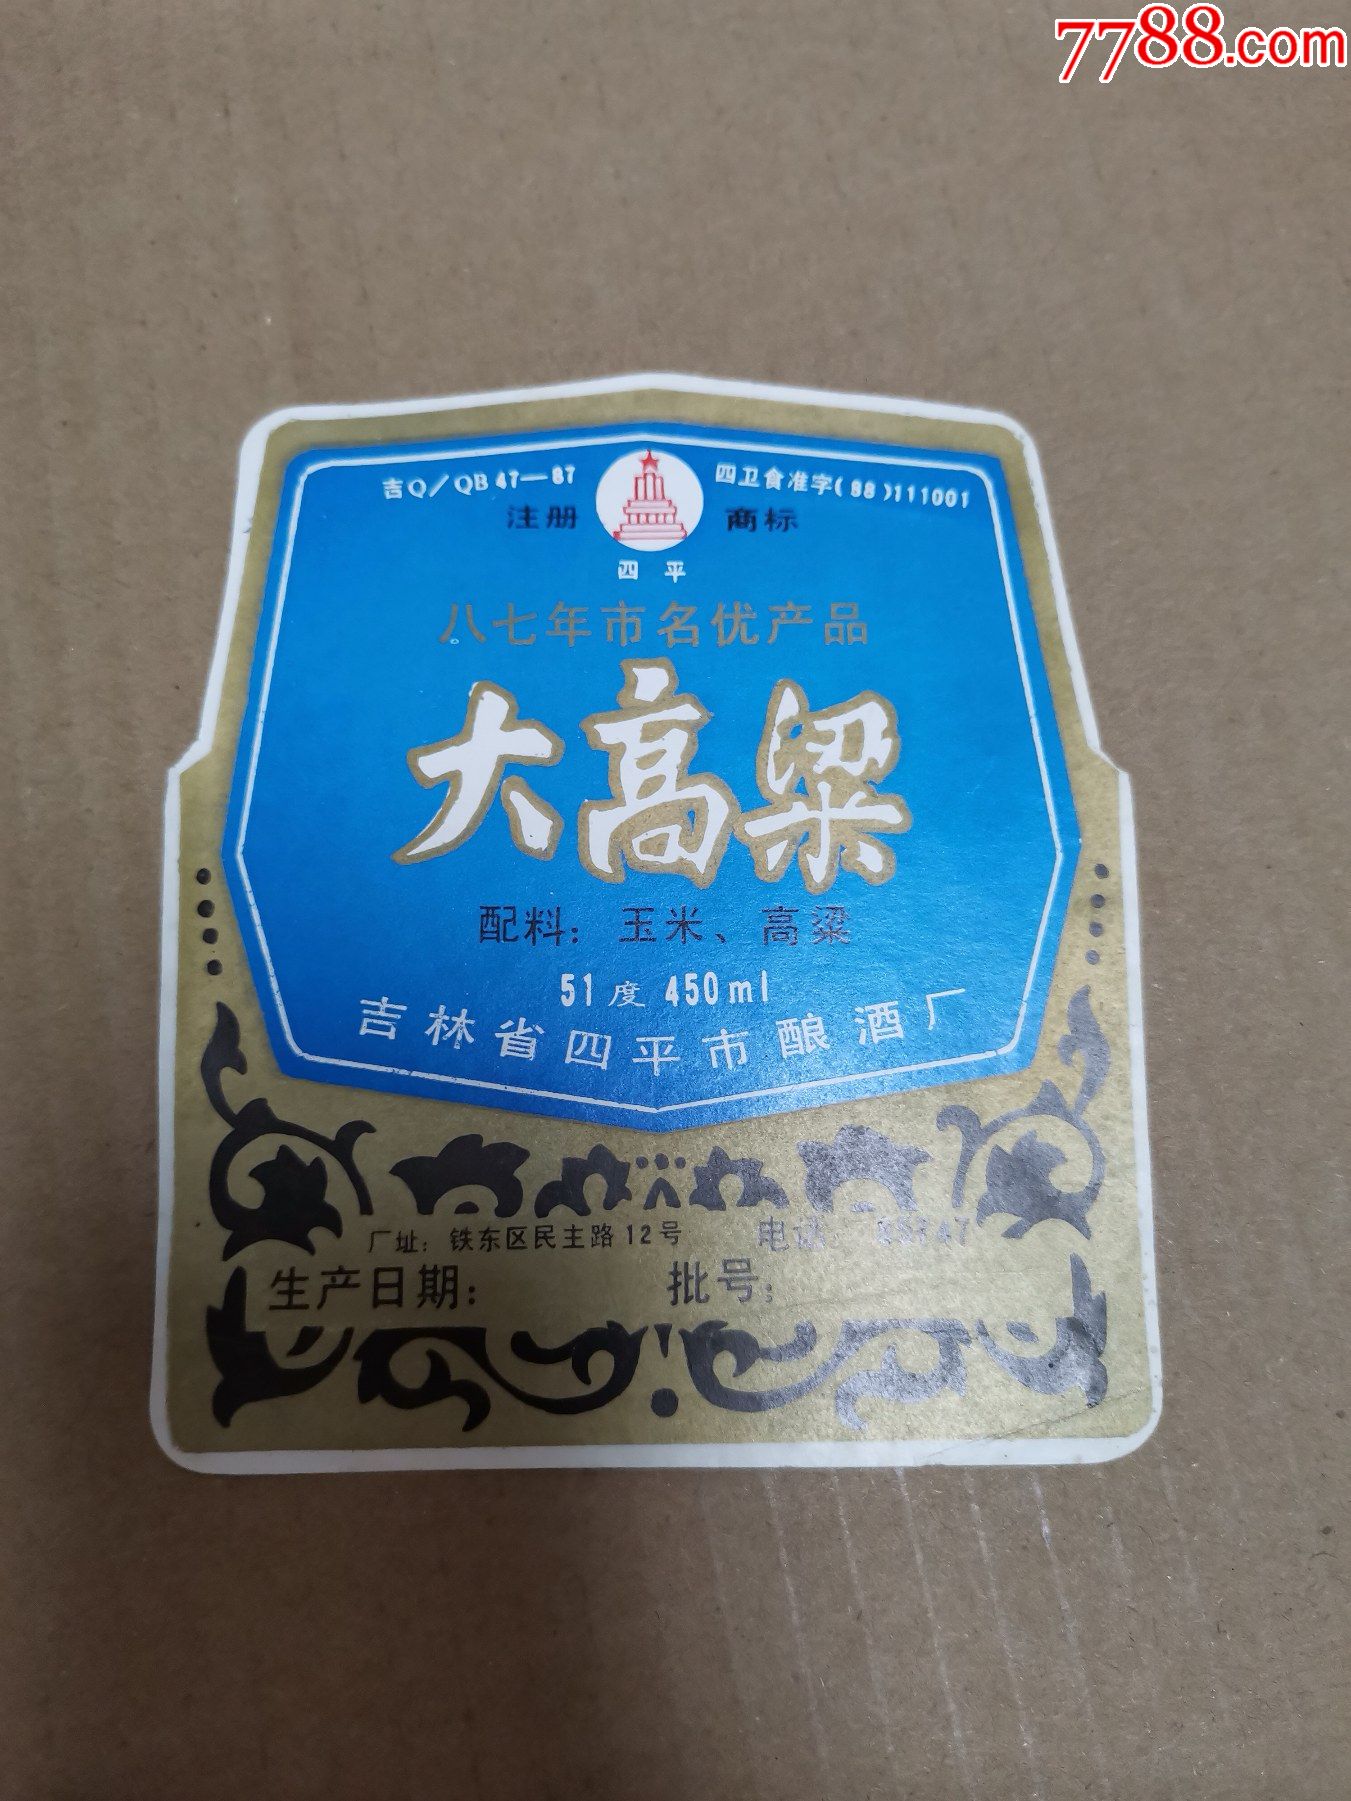 7788.com
吉Q/QB 47—87
四卫食准字(88)111001
注册 商标
四平
八七年市名优产品
大高粱
配料：玉米、高粱
51度 450ml
吉林省四平市酿酒厂
厂址：铁东区民主路12号 电话
生产日期： 批号：